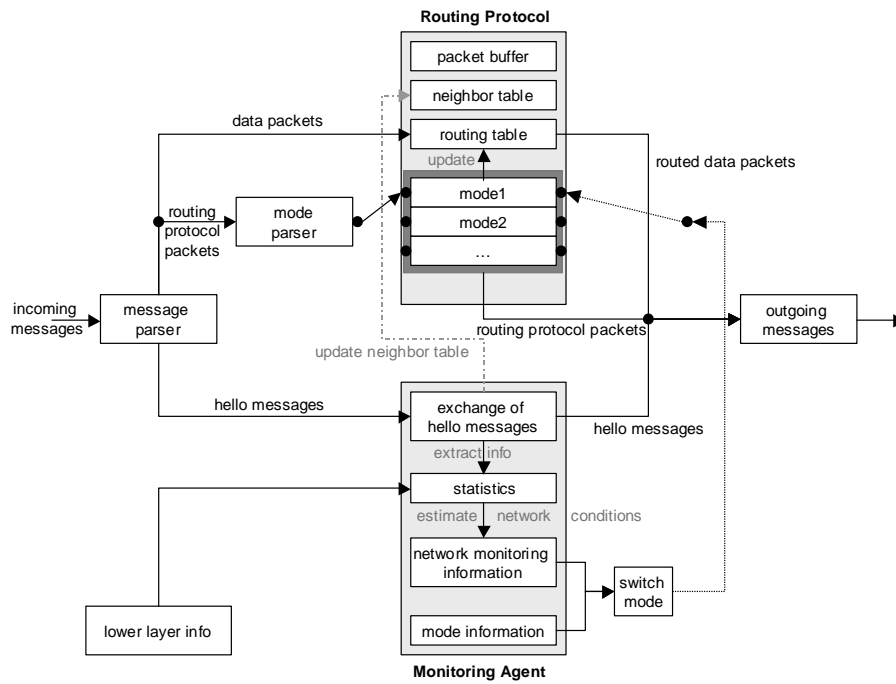 Routing Protocol
packet buffer
neighbor table
data packets
routing table
update
routed data packets
mode1
routing
protocol
packets
mode
parser
mode2
...
incoming
messages
message
parser
routing protocol packets
outgoing
messages
update neighbor table
hello messages
exchange of
hello messages
hello messages
extract info
statistics
estimate network conditions
network monitoring
information
switch
mode
lower layer info
mode information
Monitoring Agent